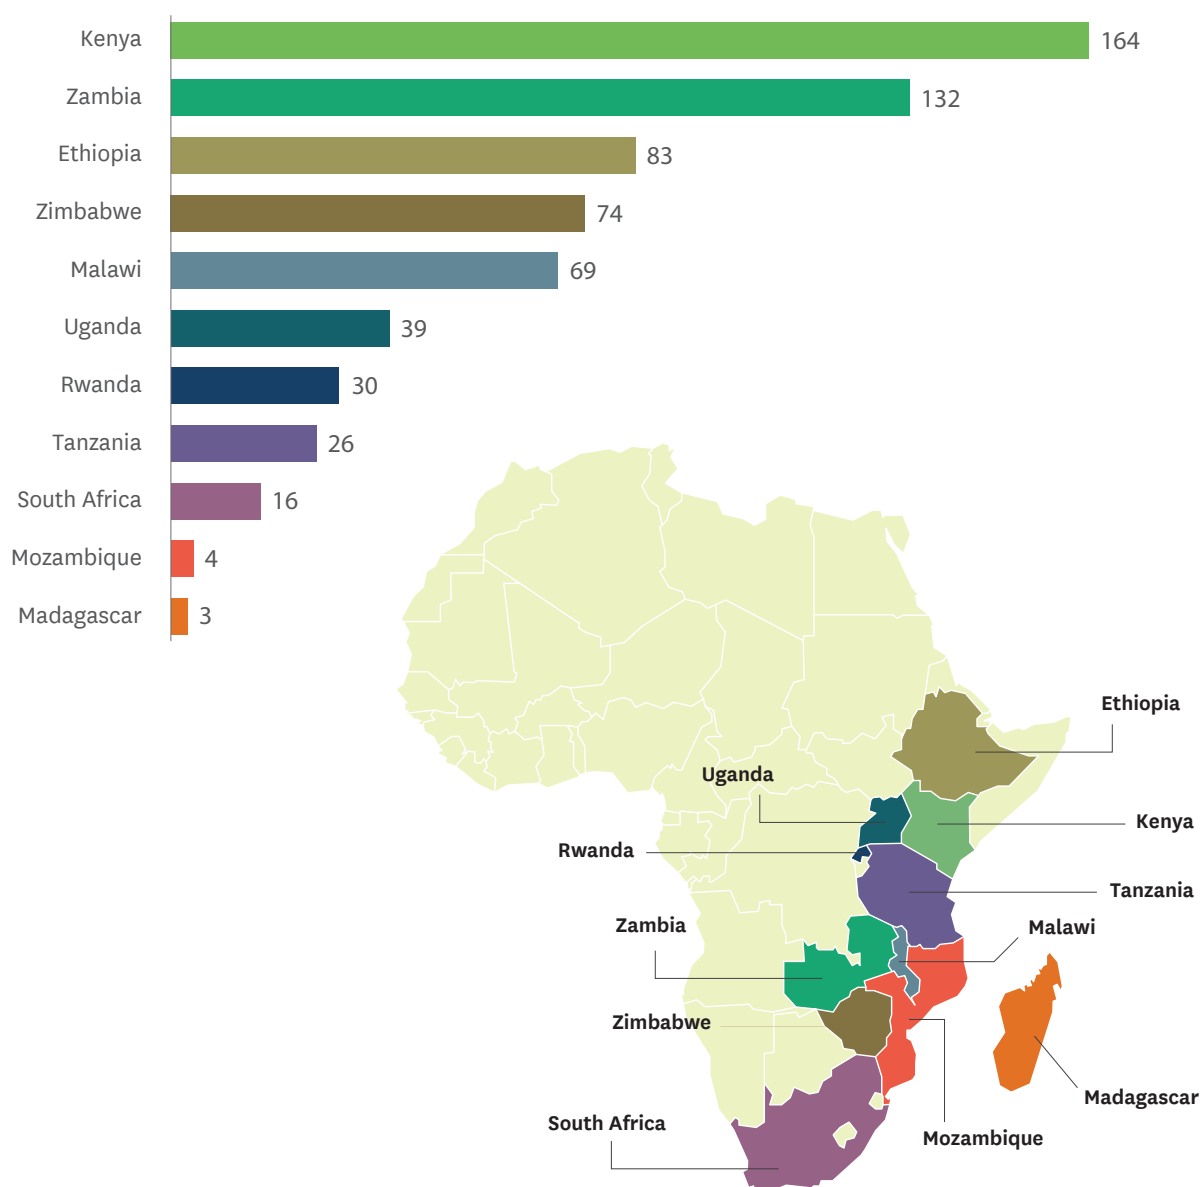 Kenya 164
Zambia 132
Ethiopia 83
Zimbabwe 74
Malawi 69
Uganda 39
Rwanda 30
Tanzania 26
South Africa 16
Mozambique 4
Madagascar 3
Ethiopia
Uganda
Kenya
Rwanda
Tanzania
Zambia
Malawi
Zimbabwe
Madagascar
South Africa
Mozambique